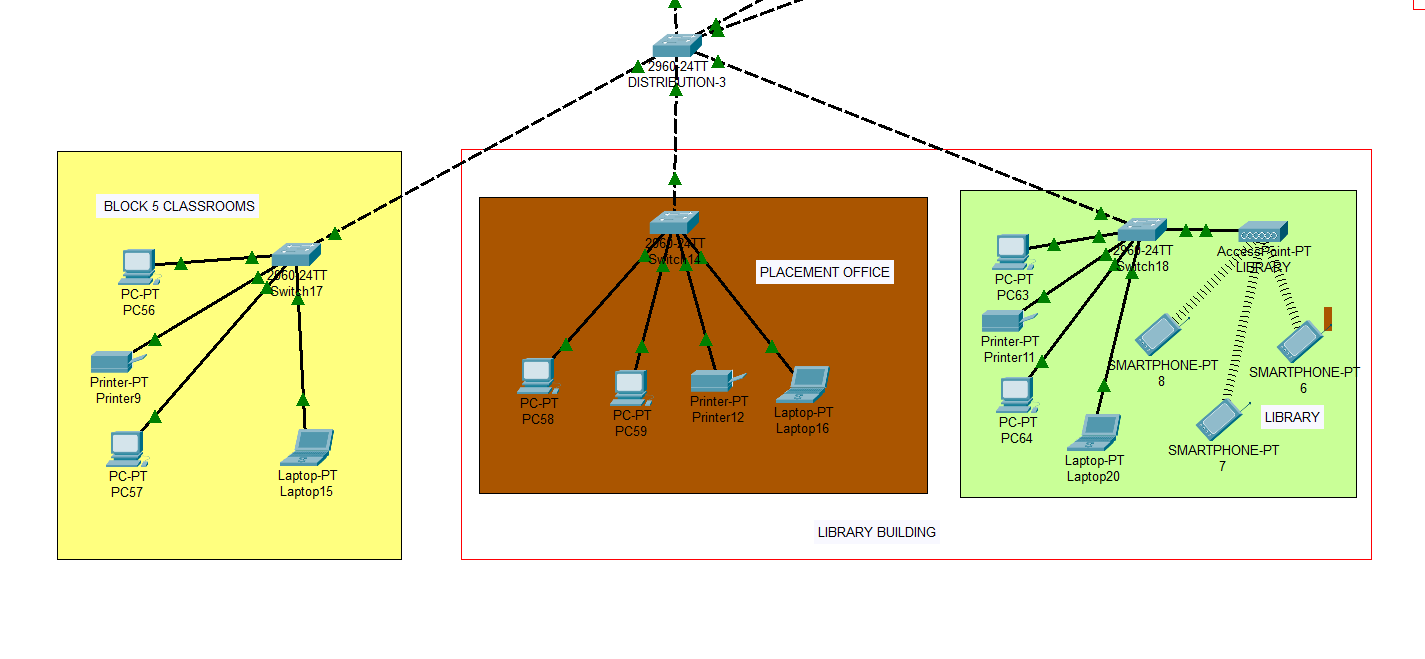 2960-24TT
DISTRIBUTION-3
BLOCK 5 CLASSROOMS
2960-24TT
Switch17
PC-PT
PC56
Printer-PT
Printer9
PC-PT
PC57
Laptop-PT
Laptop15
2960-24TT
Switch14
PLACEMENT OFFICE
PC-PT
PC58
PC-PT
PC59
Printer-PT
Printer12
Laptop-PT
Laptop16
2960-24TT
Switch18
AccessPoint-PT
LIBRARY
PC-PT
PC63
Printer-PT
Printer11
PC-PT
PC64
Laptop-PT
Laptop20
SMARTPHONE-PT
8
SMARTPHONE-PT
6
SMARTPHONE-PT
7
LIBRARY
LIBRARY BUILDING